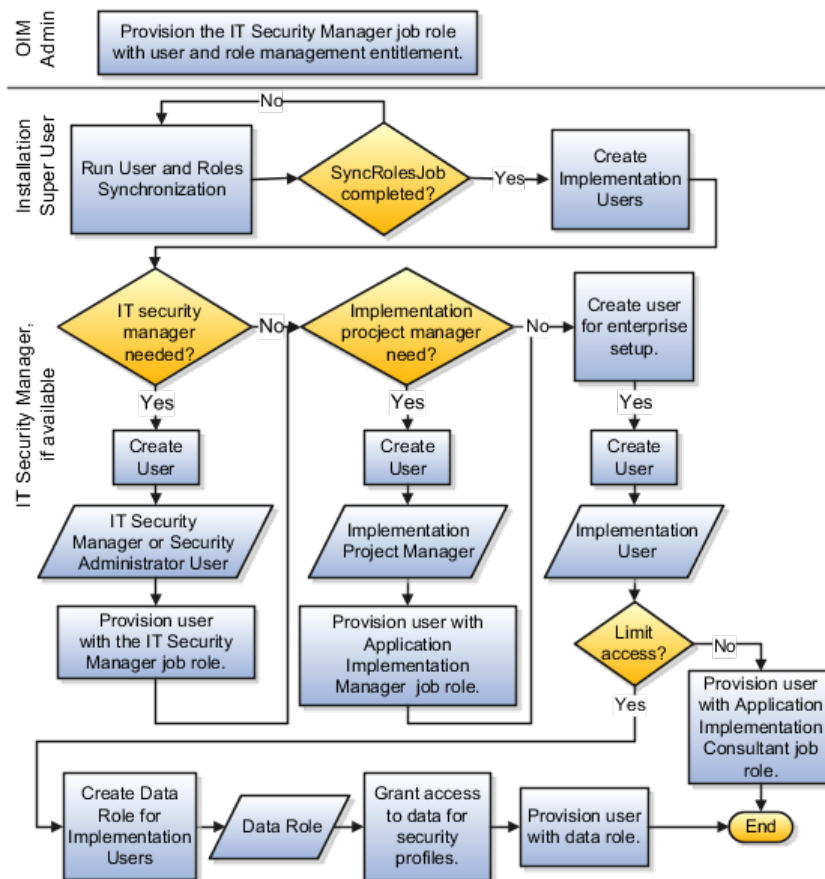 OIM
Admin
Provision the IT Security Manager job role
with user and role management entitlement.
Installation
Super User
No
Run User and Roles
Synchronization
SyncRolesJob
completed?
Yes
Create
Implementation
Users
IT Security Manager,
if available
IT security
manager
needed?
No
Implementation
procject manager
need?
No
Create user
for enterprise
setup.
Yes
Yes
Yes
Create
User
Create
User
Create
User
IT Security
Manager or Security
Administrator User
Implementation
Project Manager
Implementation
User
Provision user
with the IT Security
Manager job role.
Provision user with
Application
Implementation
Manager job role.
Limit
access?
No
Yes
Provision user
with Application
Implementation
Consultant job
role.
Create Data
Role for
Implementation
Users
Data Role
Grant access
to data for
security
profiles.
Provision user
with data role.
End